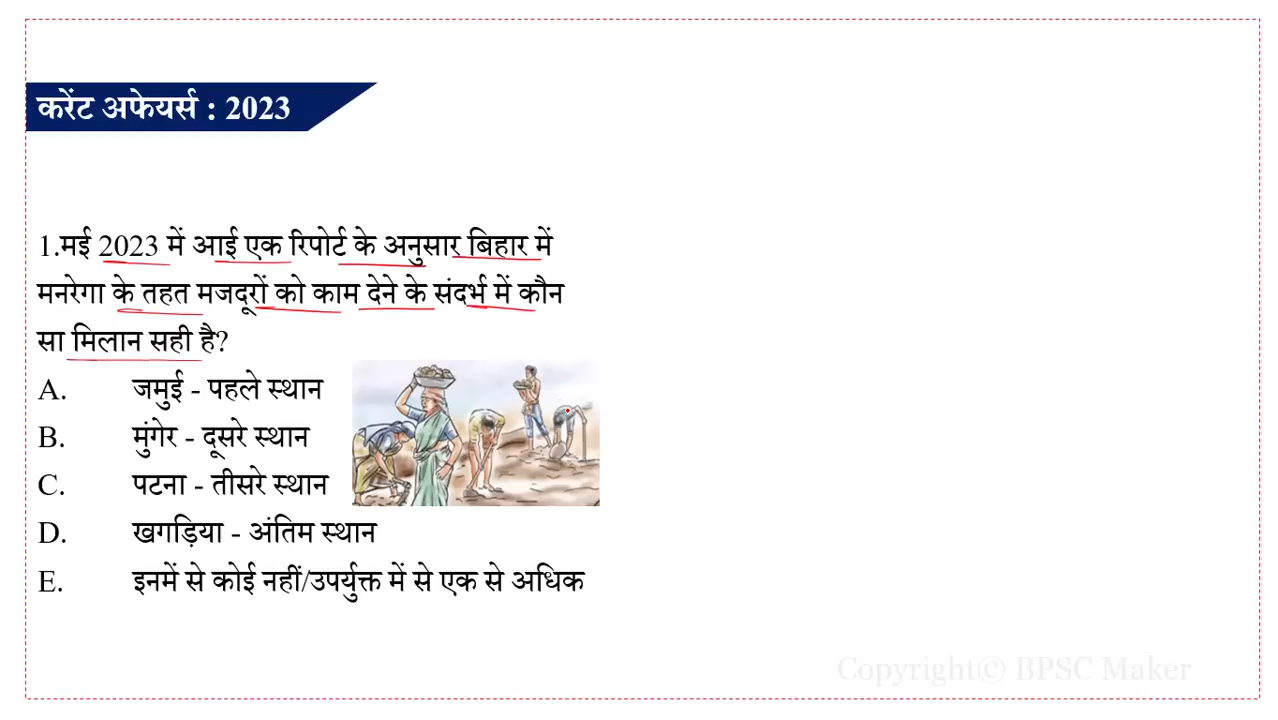 करेंट अफेयर्स : 2023
1.मई 2023 में आई एक रिपोर्ट के अनुसार बिहार में
मनरेगा के तहत मजदूरों को काम देने के संदर्भ में कौन
सा मिलान सही है?
A. जमुई - पहले स्थान
B. मुंगेर - दूसरे स्थान
C. पटना - तीसरे स्थान
D. खगड़िया - अंतिम स्थान
E. इनमें से कोई नहीं/उपर्युक्त में से एक से अधिक
Copyright© BPSC Maker